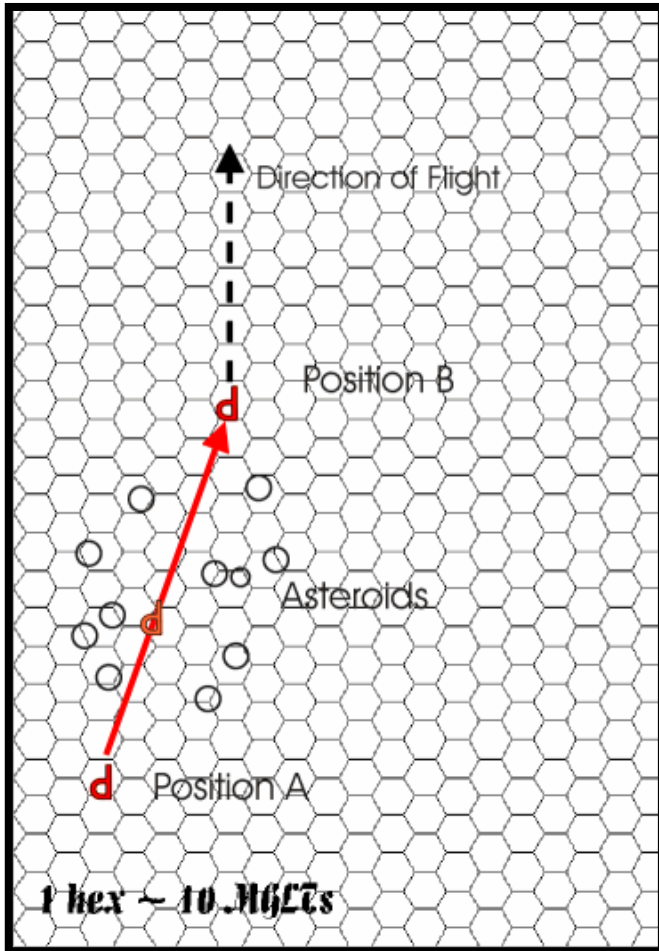 Direction of Flight
Position B
d
d
Asteroids
d
Position A
1 hex ~ 10 MGLTs